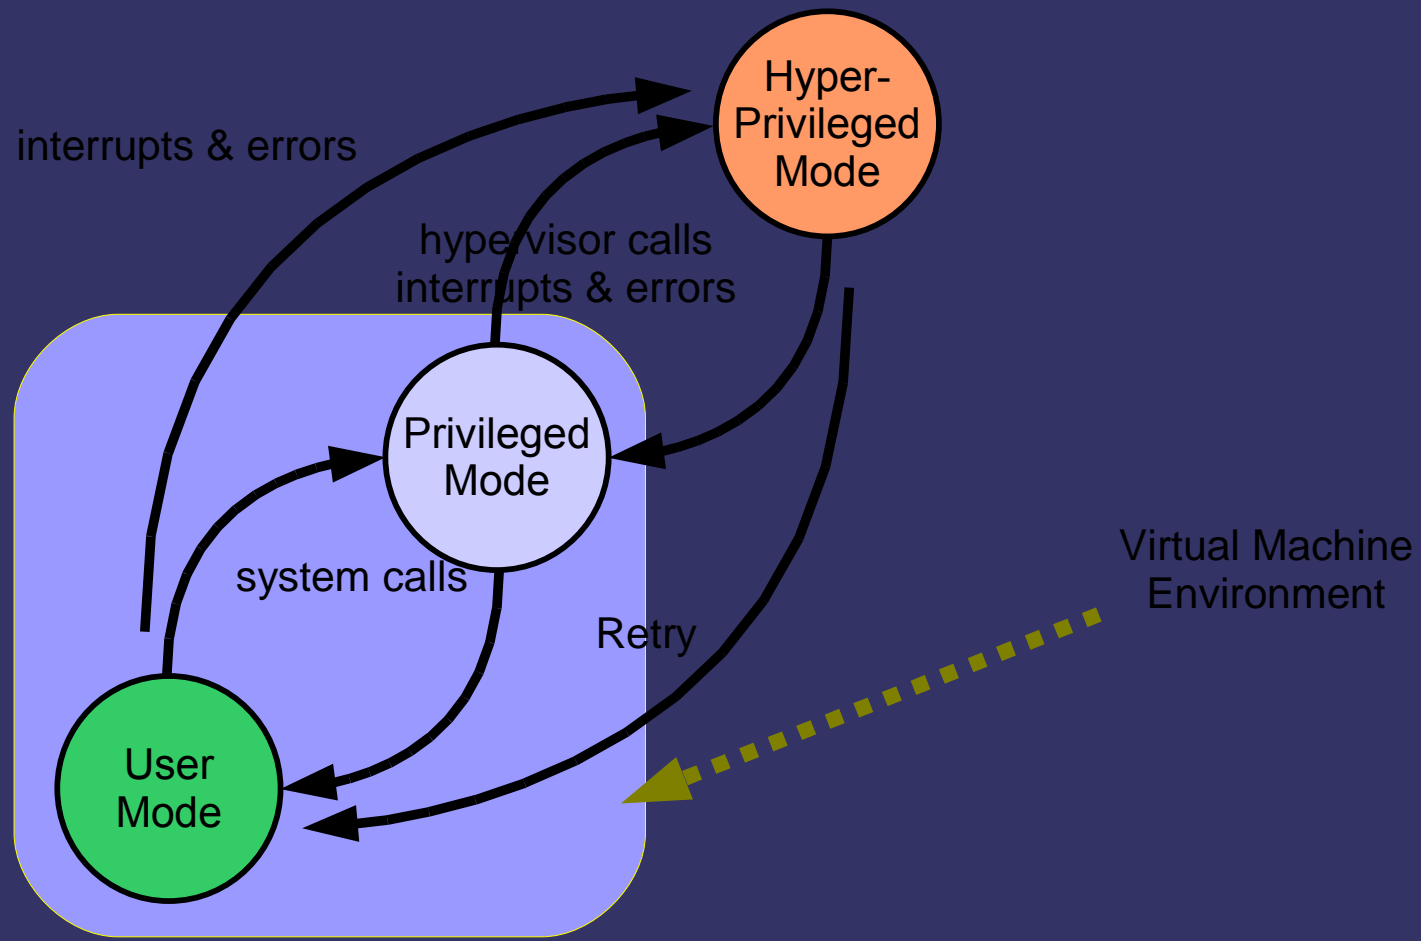 Hyper-
Privileged
Mode
interrupts & errors
hypervisor calls
interrupts & errors
Privileged
Mode
system calls
Virtual Machine
Environment
Retry
User
Mode